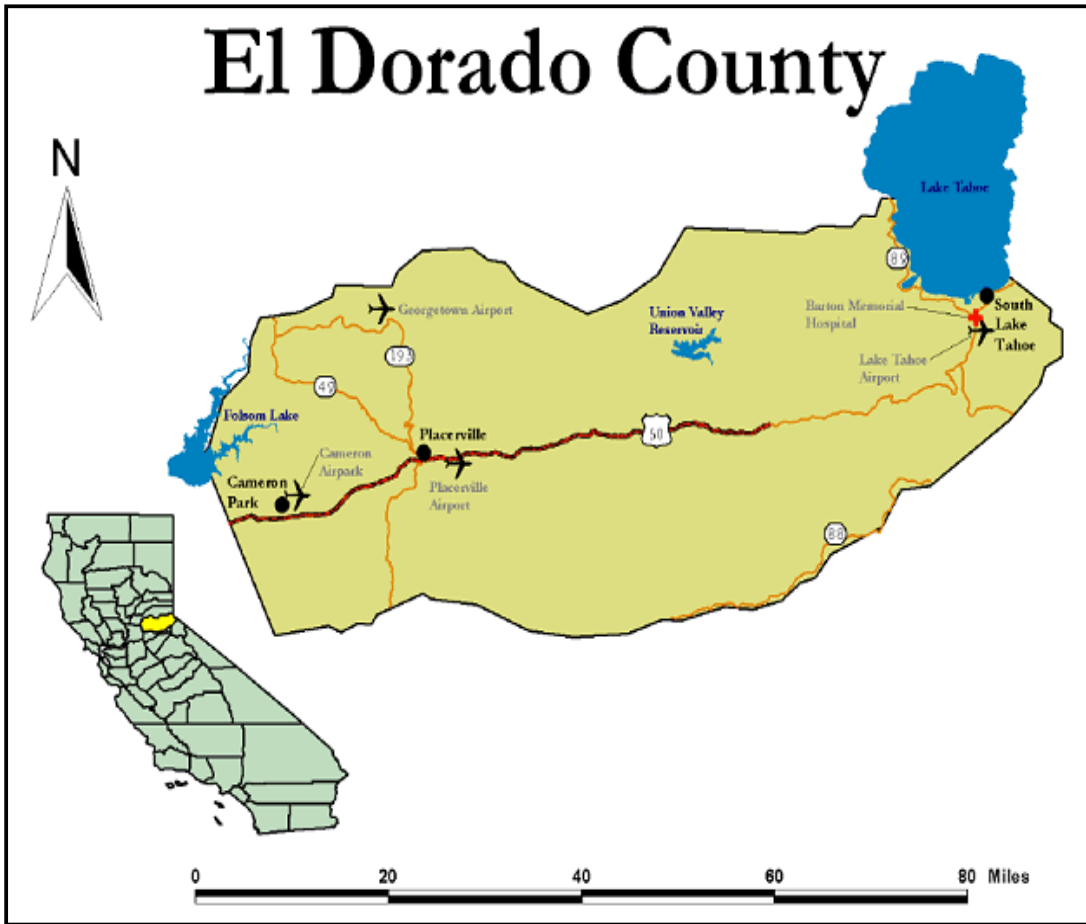 El Dorado County
N
Lake Tahoe
89
Georgetown Airport
Union Valley
Reservoir
Barton Memorial
Hospital
South
Lake
Tahoe
193
Lake Tahoe
Airport
49
Folsom Lake
Placerville
50
Cameron
Airpark
Cameron
Park
Placerville
Airport
88
0 20 40 60 80 Miles